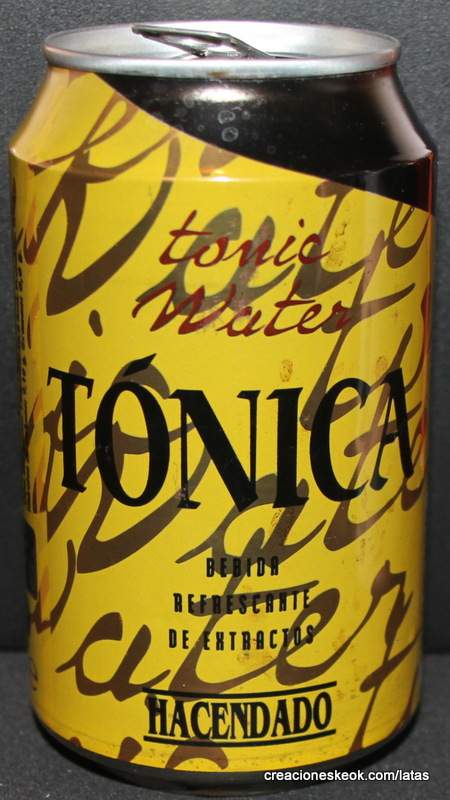 tonic
Water
TÓNICA
BEBIDA
REFRESCANTE
DE EXTRACTOS
HACENDADO
creacioneskeok.com/latas